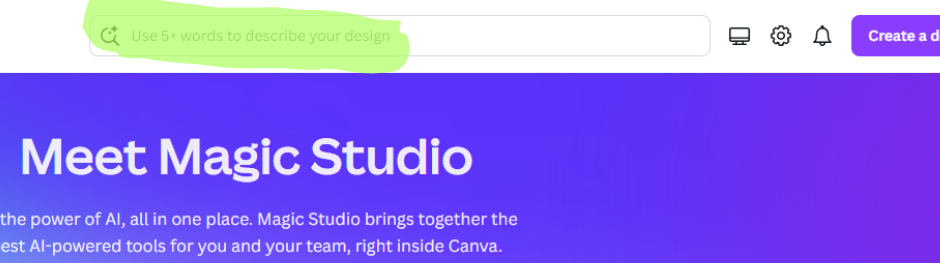 Use 5+ words to describe your design
Create a d
Meet Magic Studio
the power of AI, all in one place. Magic Studio brings together the
est AI-powered tools for you and your team, right inside Canva.